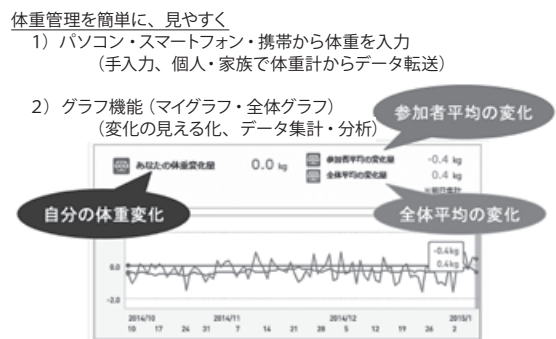 体重管理を簡単に、見やすく
1）パソコン・スマートフォン・携帯から体重を入力
（手入力、個人・家族で体重計からデータ転送）
2）グラフ機能（マイグラフ・全体グラフ）
（変化の見える化、データ集計・分析）
参加者平均の変化
あなたの体重変化量 0.0 kg
参加者平均の変化量 -0.4 kg
全体平均の変化量 0.4 kg
※前日集計
自分の体重変化
全体平均の変化
-0.4kg
0.4kg
0.0
-2.0
2014/10 2014/11 2014/12 2015/1
10 17 24 31 7 14 21 28 5 12 19 26 2